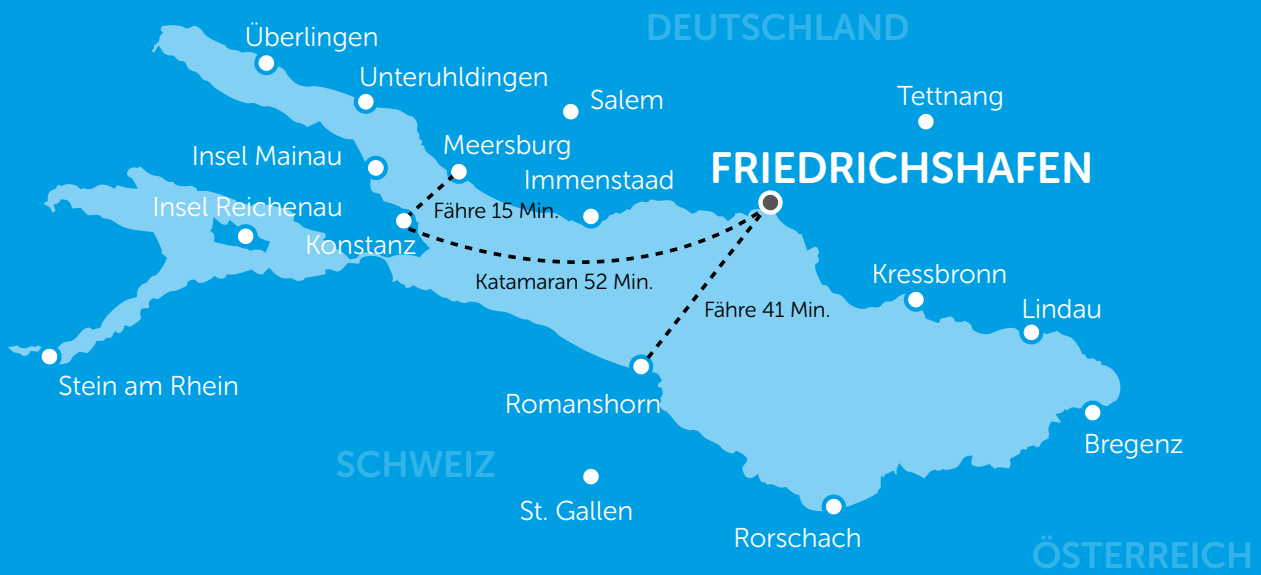 DEUTSCHLAND
Überlingen
Unteruhldingen
Salem
Tettnang
Meersburg
Insel Mainau
FRIEDRICHSHAFEN
Immenstaad
Insel Reichenau
Fähre 15 Min.
Konstanz
Katamaran 52 Min.
Kressbronn
Fähre 41 Min.
Lindau
Stein am Rhein
Romanshorn
Bregenz
SCHWEIZ
St. Gallen
Rorschach
ÖSTERREICH